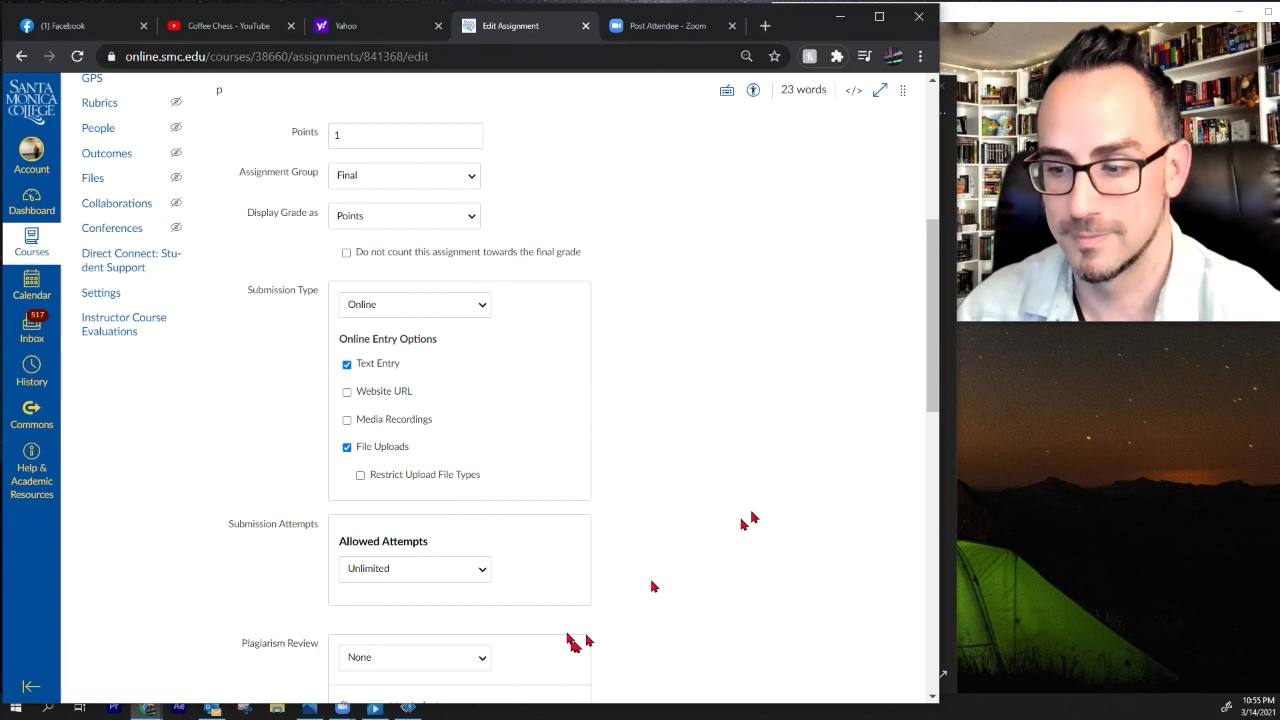 (1) Facebook
Coffee Chess - YouTube
Yahoo
Edit Assignment
Post Attendee - Zoom
online.smc.edu/courses/38660/assignments/841368/edit
SANTA
MONICA
COLLEGE
Account
Dashboard
Courses
Calendar
517
Inbox
History
Commons
Help &
Academic
Resources
GPS
Rubrics
People
Outcomes
Files
Collaborations
Conferences
Direct Connect: Stu-
dent Support
Settings
Instructor Course
Evaluations
p
23 words
</>
Points 1
Assignment Group Final
Display Grade as Points
Do not count this assignment towards the final grade
Submission Type
Online
Online Entry Options
Text Entry
Website URL
Media Recordings
File Uploads
Restrict Upload File Types
Submission Attempts
Allowed Attempts
Unlimited
Plagiarism Review
None
10:55 PM
3/14/2021